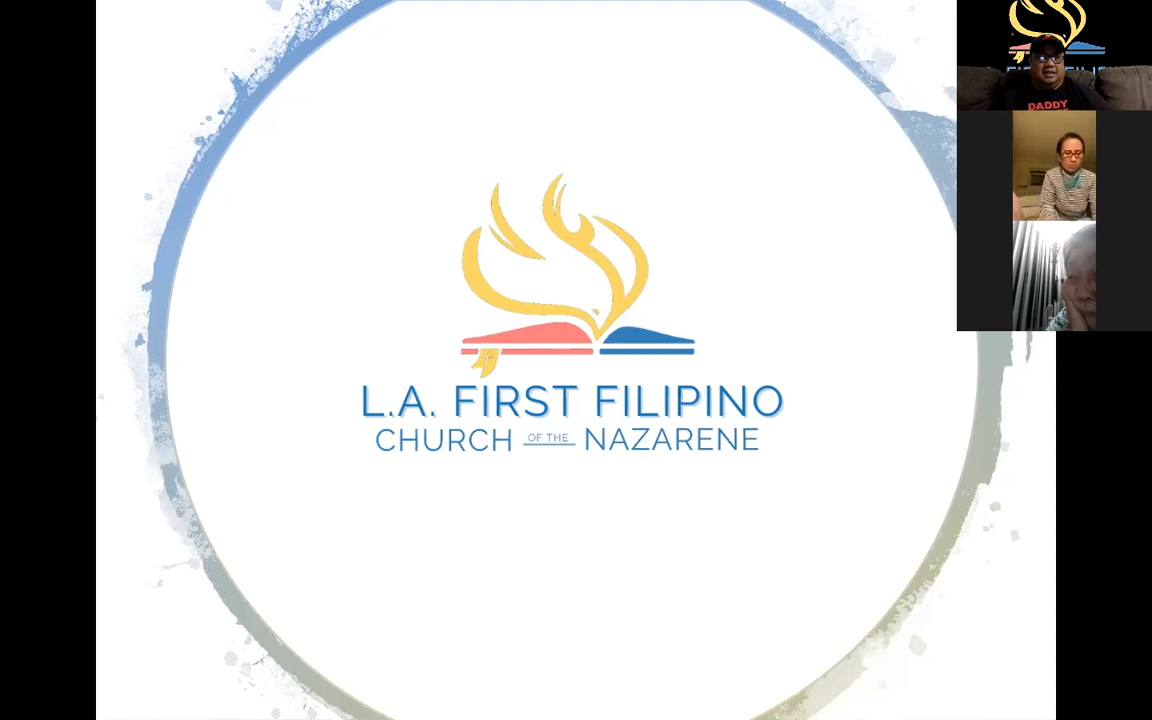 L.A. FIRST FILIPINO
CHURCH OF THE NAZARENE
DADDY